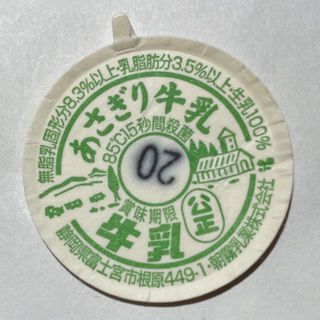 無脂乳固形分8.3%以上・乳脂肪分3.5%以上・生乳100%
あさぎり牛乳
85℃15秒間殺菌
20
賞味期限
公正
牛乳
静岡県富士宮市根原449-1・朝霧乳業株式会社